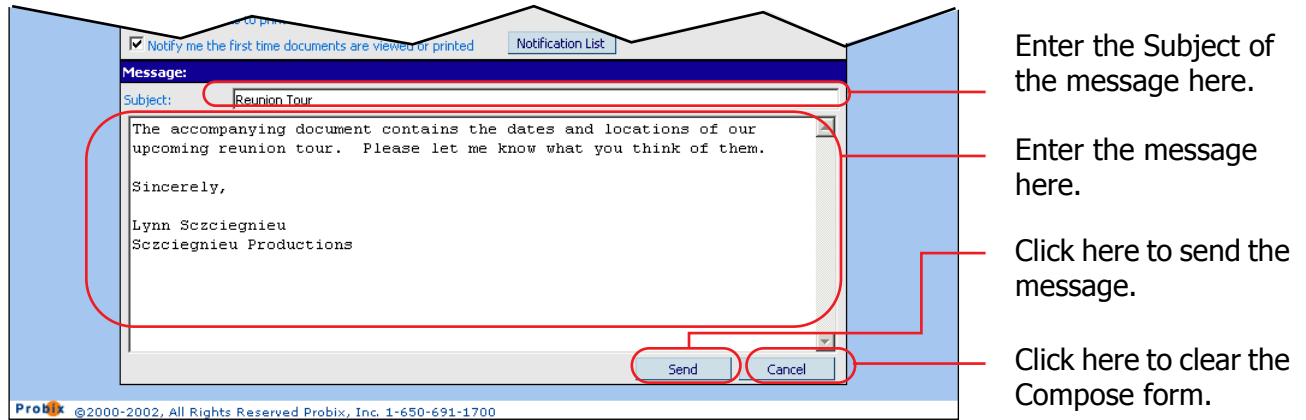 to print
Notify me the first time documents are viewed or printed
Notification List
Message:
Subject:
Reunion Tour
The accompanying document contains the dates and locations of our
upcoming reunion tour.  Please let me know what you think of them.
Sincerely,
Lynn Sczciegnieu
Sczciegnieu Productions
Send
Cancel
Probix ©2000-2002, All Rights Reserved Probix, Inc. 1-650-691-1700
Enter the Subject of
the message here.
Enter the message
here.
Click here to send the
message.
Click here to clear the
Compose form.